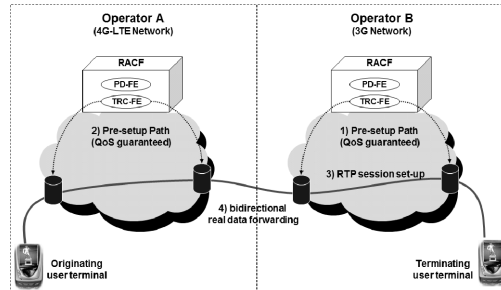 Operator A
(4G-LTE Network)
RACF
PD-FE
TRC-FE
2) Pre-setup Path
(QoS guaranteed)
Originating
user terminal
Operator B
(3G Network)
RACF
PD-FE
TRC-FE
1) Pre-setup Path
(QoS guaranteed)
3) RTP session set-up
4) bidirectional
real data forwarding
Terminating
user terminal